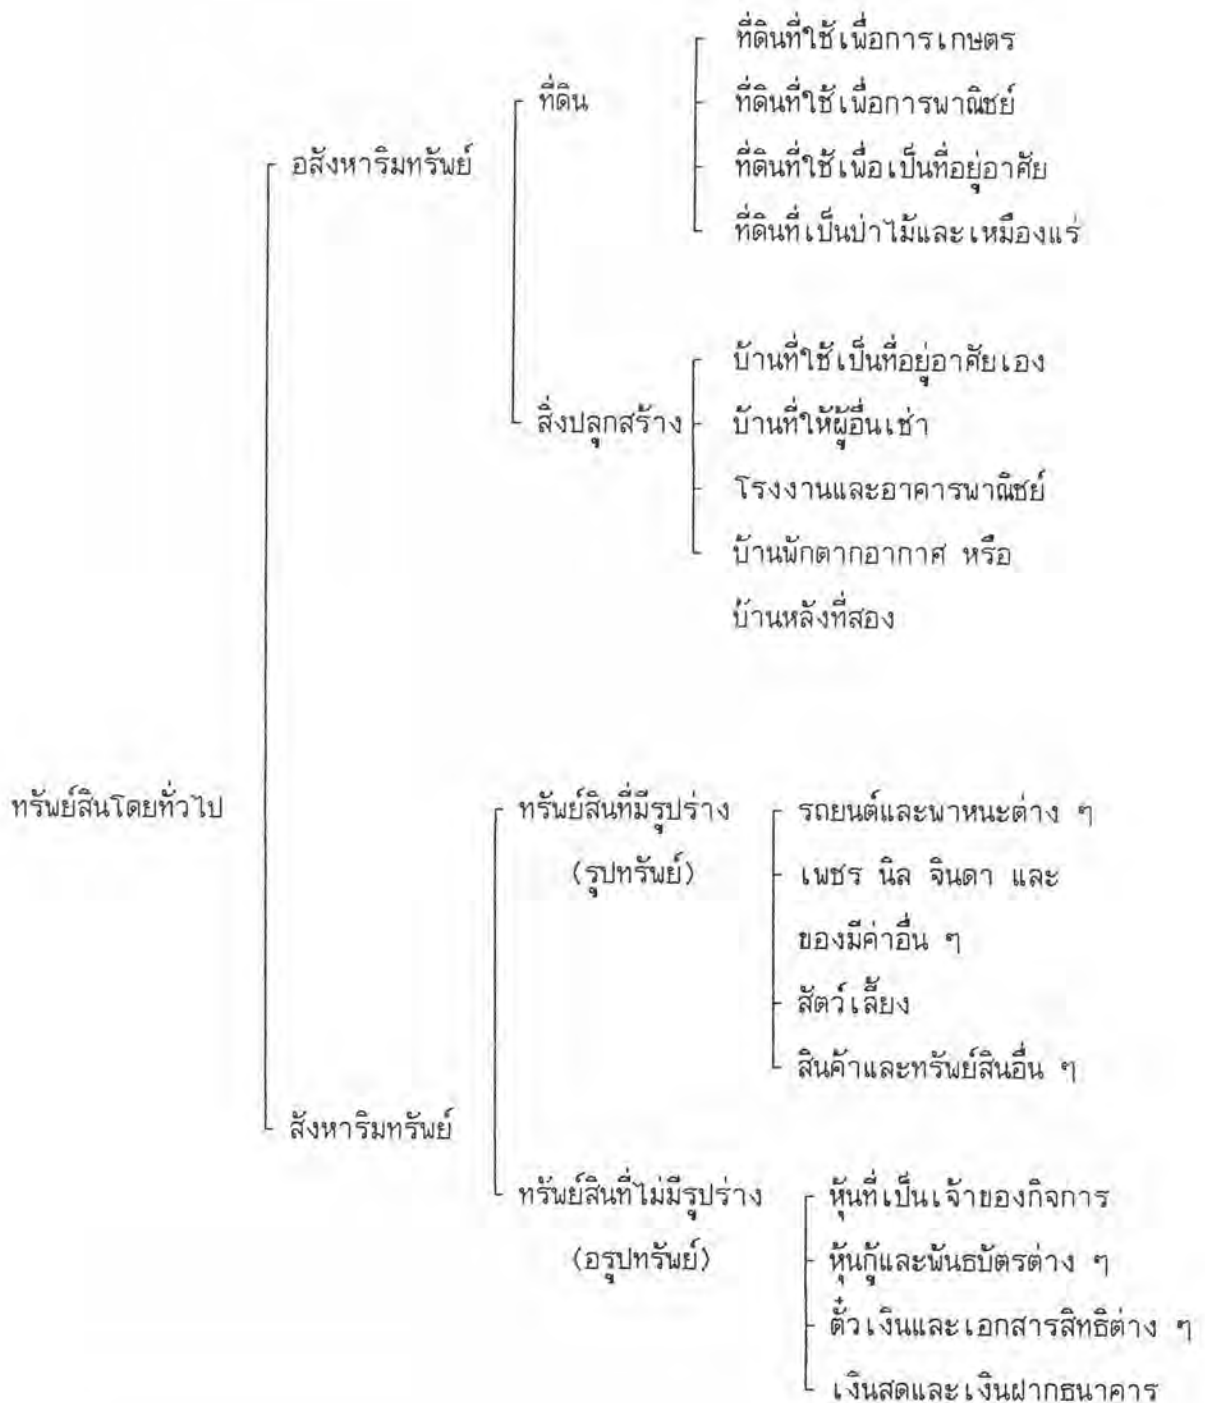 ที่ดินที่ใช้เพื่อการเกษตร
ที่ดิน
ที่ดินที่ใช้เพื่อการพาณิชย์
อสังหาริมทรัพย์
ที่ดินที่ใช้เพื่อเป็นที่อยู่อาศัย
ที่ดินที่เป็นป่าไม้และเหมืองแร่
บ้านที่ใช้เป็นที่อยู่อาศัยเอง
สิ่งปลูกสร้าง
บ้านที่ให้ผู้อื่นเช่า
โรงงานและอาคารพาณิชย์
บ้านพักตากอากาศ หรือ
บ้านหลังที่สอง
ทรัพย์สินโดยทั่วไป
ทรัพย์สินที่มีรูปร่าง
(รูปทรัพย์)
รถยนต์และพาหนะต่าง ๆ
เพชร นิล จินดา และ
ของมีค่าอื่น ๆ
สัตว์เลี้ยง
สินค้าและทรัพย์สินอื่น ๆ
สังหาริมทรัพย์
ทรัพย์สินที่ไม่มีรูปร่าง
(อรูปทรัพย์)
หุ้นที่เป็นเจ้าของกิจการ
หุ้นกู้และพันธบัตรต่าง ๆ
ตั๋วเงินและเอกสารสิทธิต่าง ๆ
เงินสดและเงินฝากธนาคาร